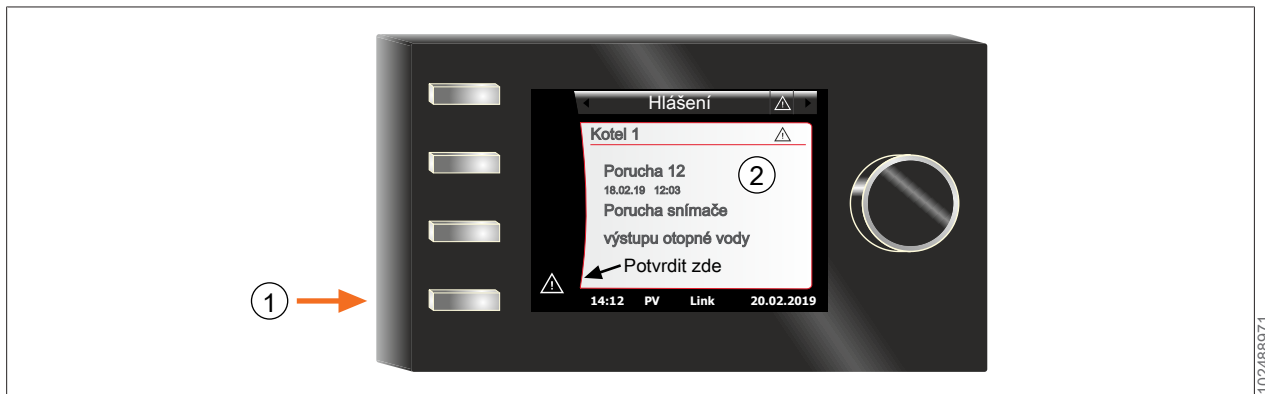 Hlášení
Kotel 1
Porucha 12
2
18.02.19 12:03
Porucha snímače
výstupu otopné vody
Potvrdit zde
1
14:12 PV Link 20.02.2019
102488971